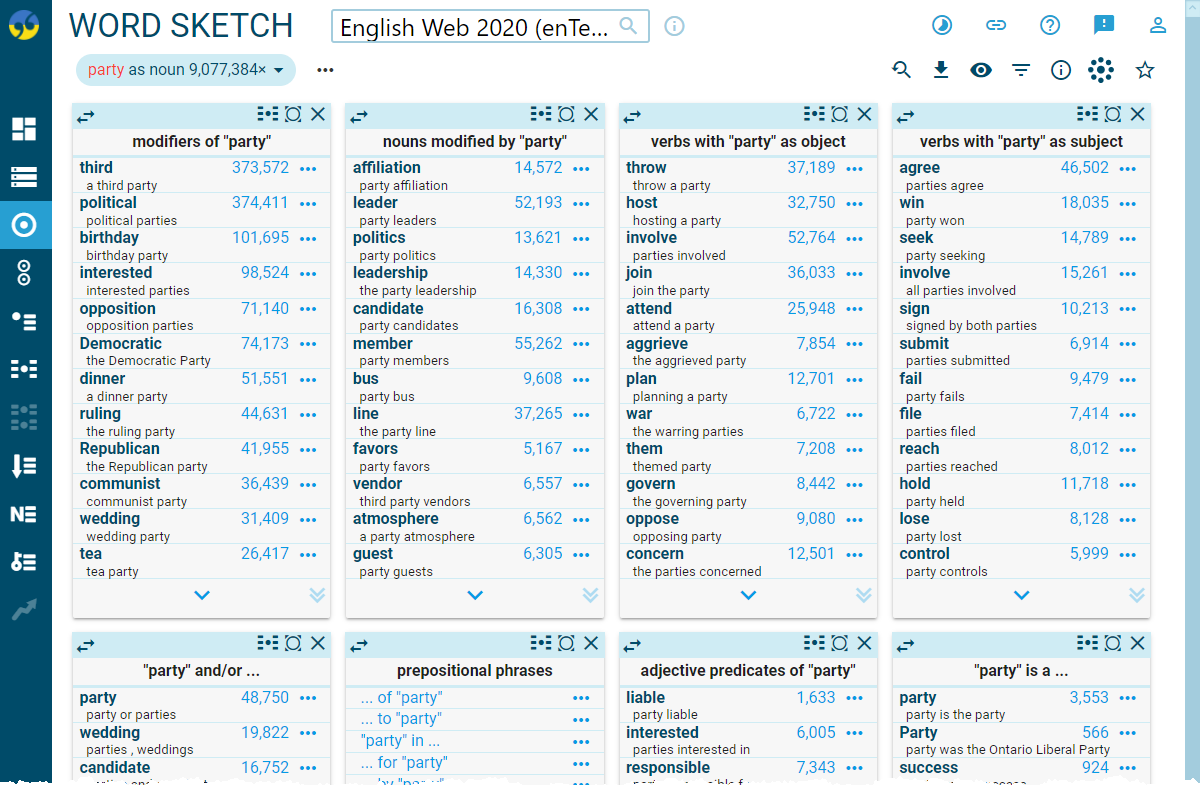 WORD SKETCH
English Web 2020 (enTe...
party as noun 9,077,384×
modifiers of "party"
third 373,572
a third party
political 374,411
political parties
birthday 101,695
birthday party
interested 98,524
interested parties
opposition 71,140
opposition parties
Democratic 74,173
the Democratic Party
dinner 51,551
a dinner party
ruling 44,631
the ruling party
Republican 41,955
the Republican party
communist 36,439
communist party
wedding 31,409
wedding party
tea 26,417
tea party
nouns modified by "party"
affiliation 14,572
party affiliation
leader 52,193
party leaders
politics 13,621
party politics
leadership 14,330
the party leadership
candidate 16,308
party candidates
member 55,262
party members
bus 9,608
party bus
line 37,265
the party line
favors 5,167
party favors
vendor 6,557
third party vendors
atmosphere 6,562
a party atmosphere
guest 6,305
party guests
verbs with "party" as object
throw 37,189
throw a party
host 32,750
hosting a party
involve 52,764
parties involved
join 36,033
join the party
attend 25,948
attend a party
aggrieve 7,854
the aggrieved party
plan 12,701
planning a party
war 6,722
the warring parties
them 7,208
themed party
govern 8,442
the governing party
oppose 9,080
opposing party
concern 12,501
the parties concerned
verbs with "party" as subject
agree 46,502
parties agree
win 18,035
party won
seek 14,789
party seeking
involve 15,261
all parties involved
sign 10,213
signed by both parties
submit 6,914
parties submitted
fail 9,479
party fails
file 7,414
parties filed
reach 8,012
parties reached
hold 11,718
party held
lose 8,128
party lost
control 5,999
party controls
"party" and/or ...
party 48,750
party or parties
wedding 19,822
parties , weddings
candidate 16,752
prepositional phrases
... of "party"
... to "party"
"party" in ...
... for "party"
adjective predicates of "party"
liable 1,633
party liable
interested 6,005
parties interested in
responsible 7,343
"party" is a ...
party 3,553
party is the party
Party 566
party was the Ontario Liberal Party
success 924